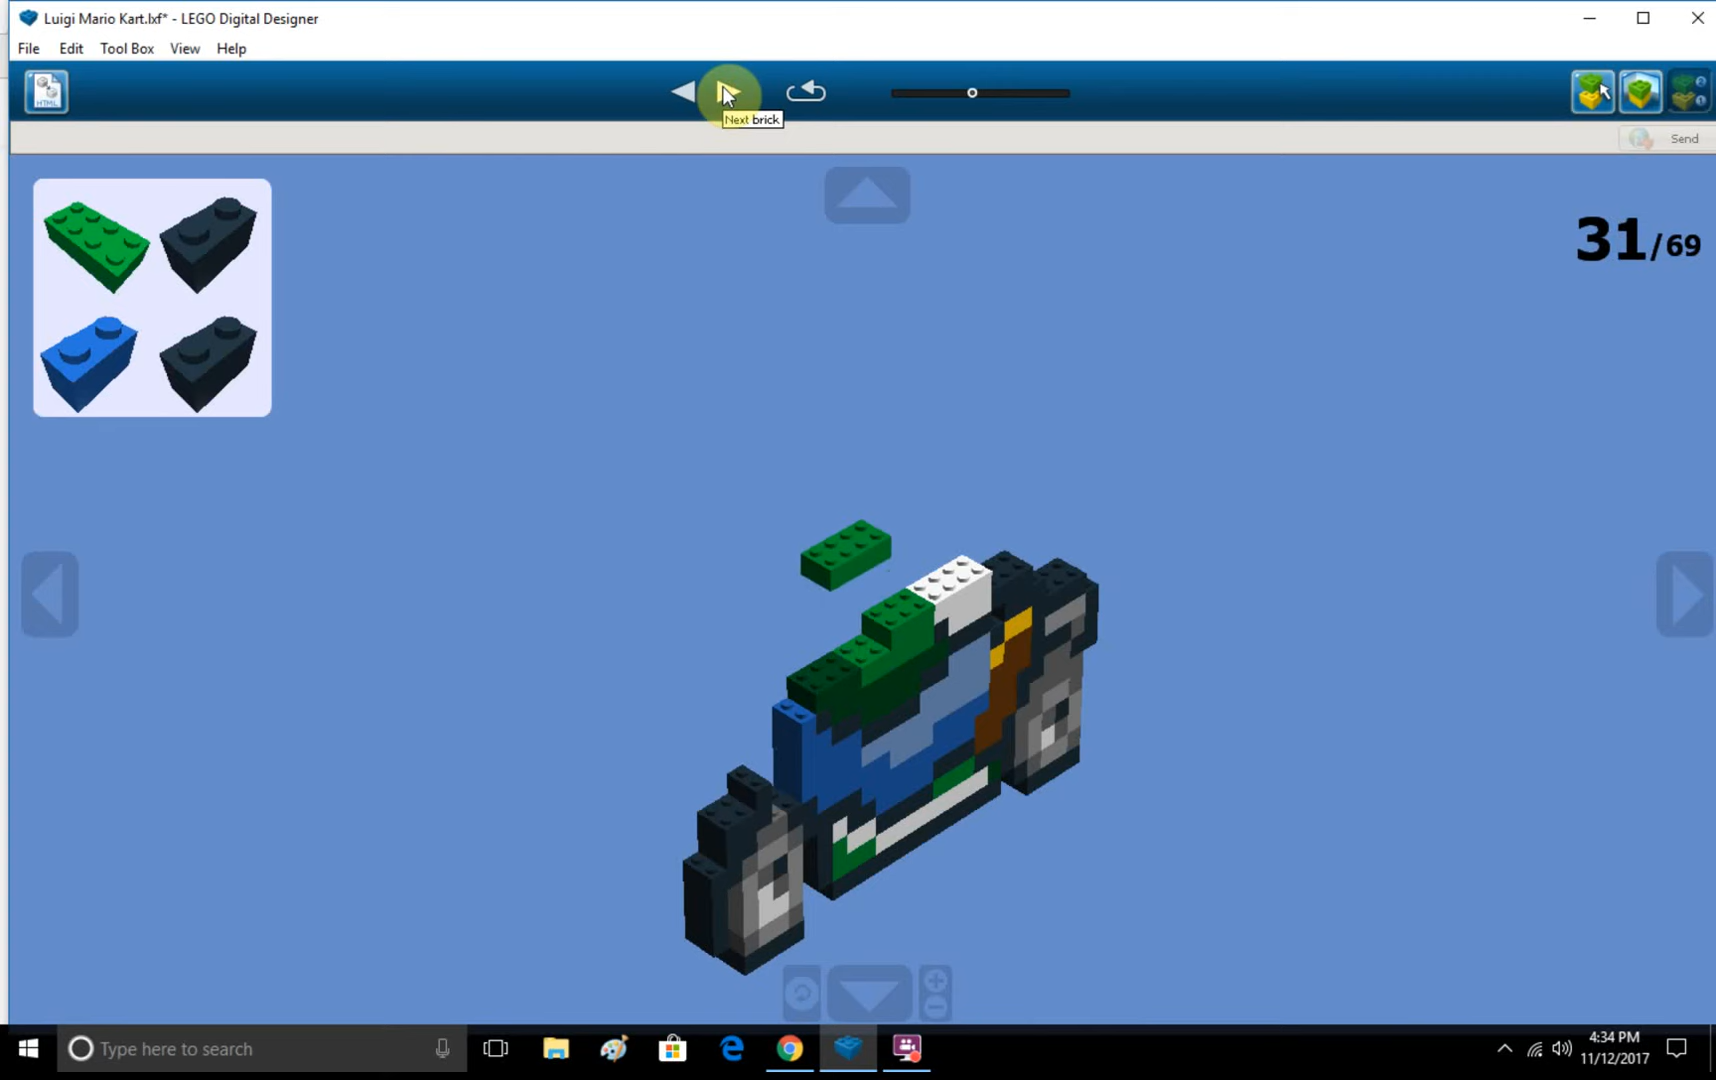 Luigi Mario Kart.lxf* - LEGO Digital Designer
File Edit Tool Box View Help
HTML
Next brick
Send
31/69
Type here to search
4:34 PM
11/12/2017